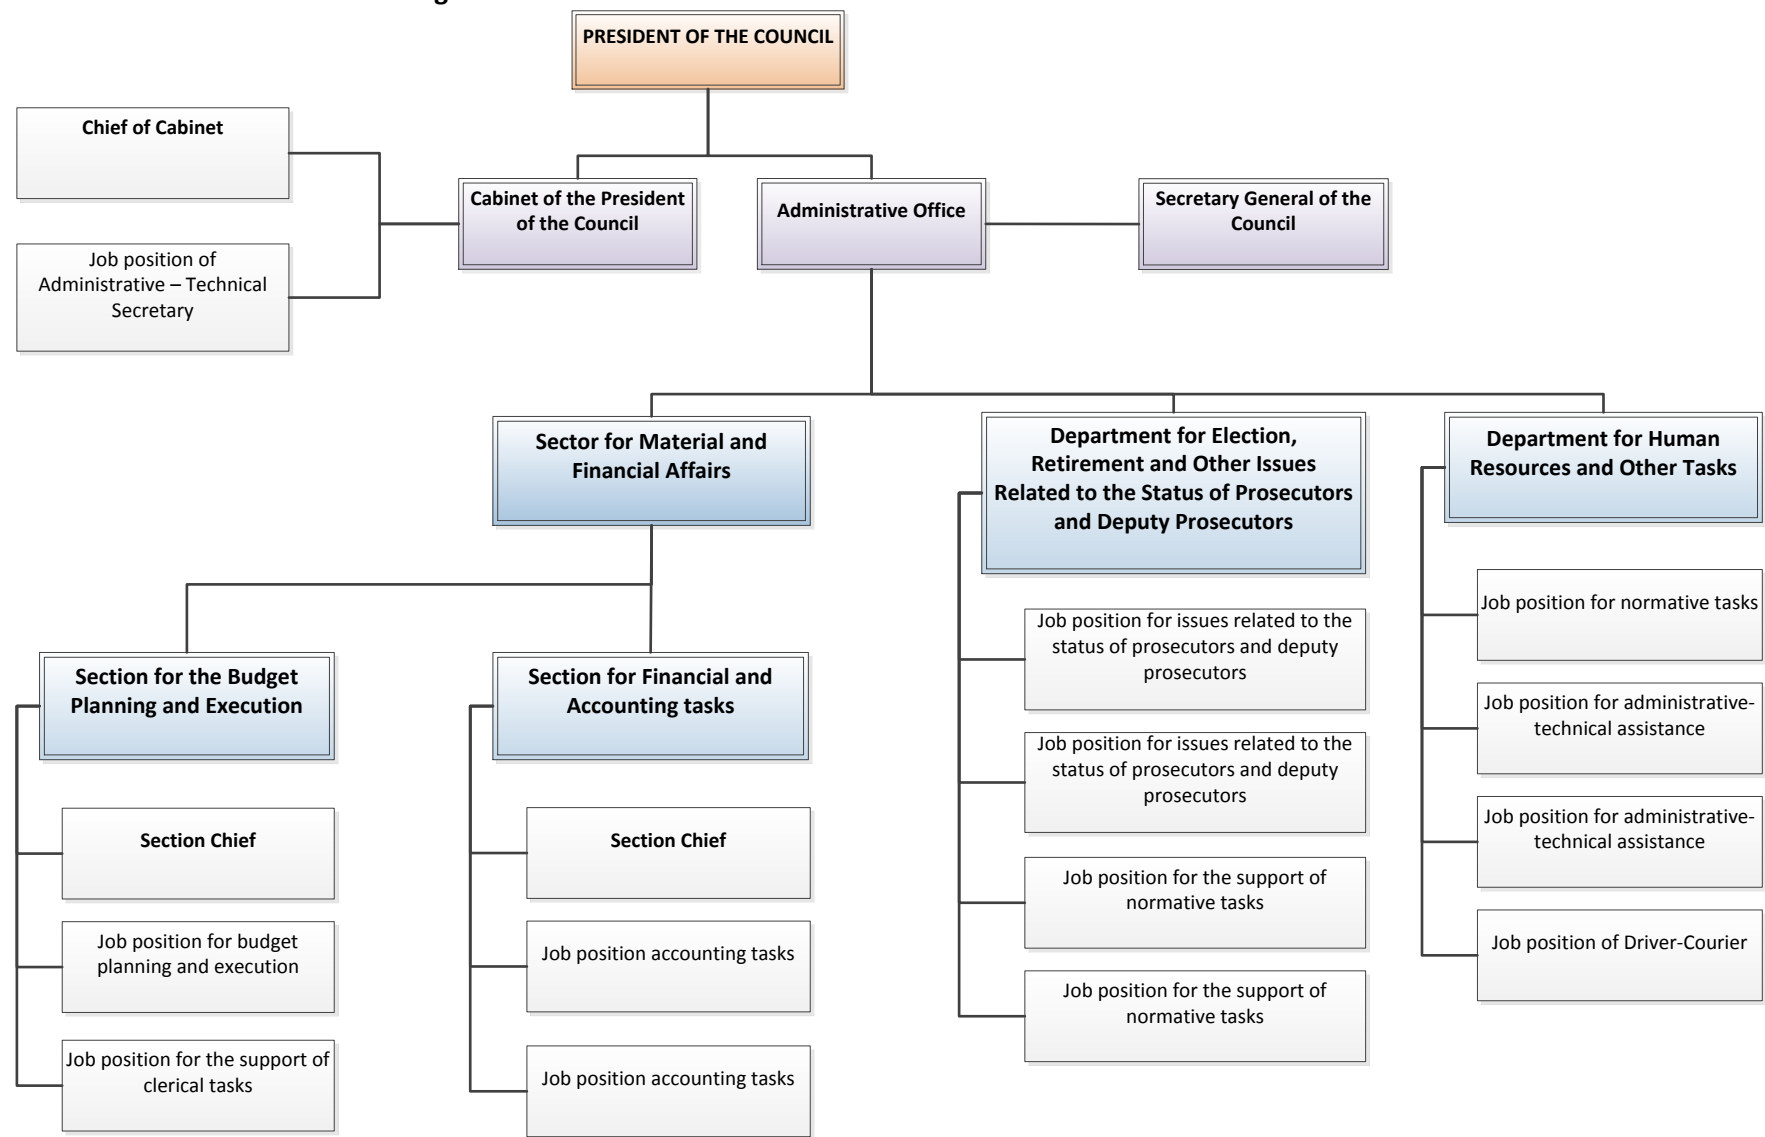 PRESIDENT OF THE COUNCIL
Chief of Cabinet
Job position of
Administrative – Technical
Secretary
Cabinet of the President
of the Council
Administrative Office
Secretary General of the
Council
Sector for Material and
Financial Affairs
Department for Election,
Retirement and Other Issues
Related to the Status of Prosecutors
and Deputy Prosecutors
Department for Human
Resources and Other Tasks
Section for the Budget
Planning and Execution
Section Chief
Job position for budget
planning and execution
Job position for the support of
clerical tasks
Section for Financial and
Accounting tasks
Section Chief
Job position accounting tasks
Job position accounting tasks
Job position for issues related to the
status of prosecutors and deputy
prosecutors
Job position for issues related to the
status of prosecutors and deputy
prosecutors
Job position for the support of
normative tasks
Job position for the support of
normative tasks
Job position for normative tasks
Job position for administrative-
technical assistance
Job position for administrative-
technical assistance
Job position of Driver-Courier